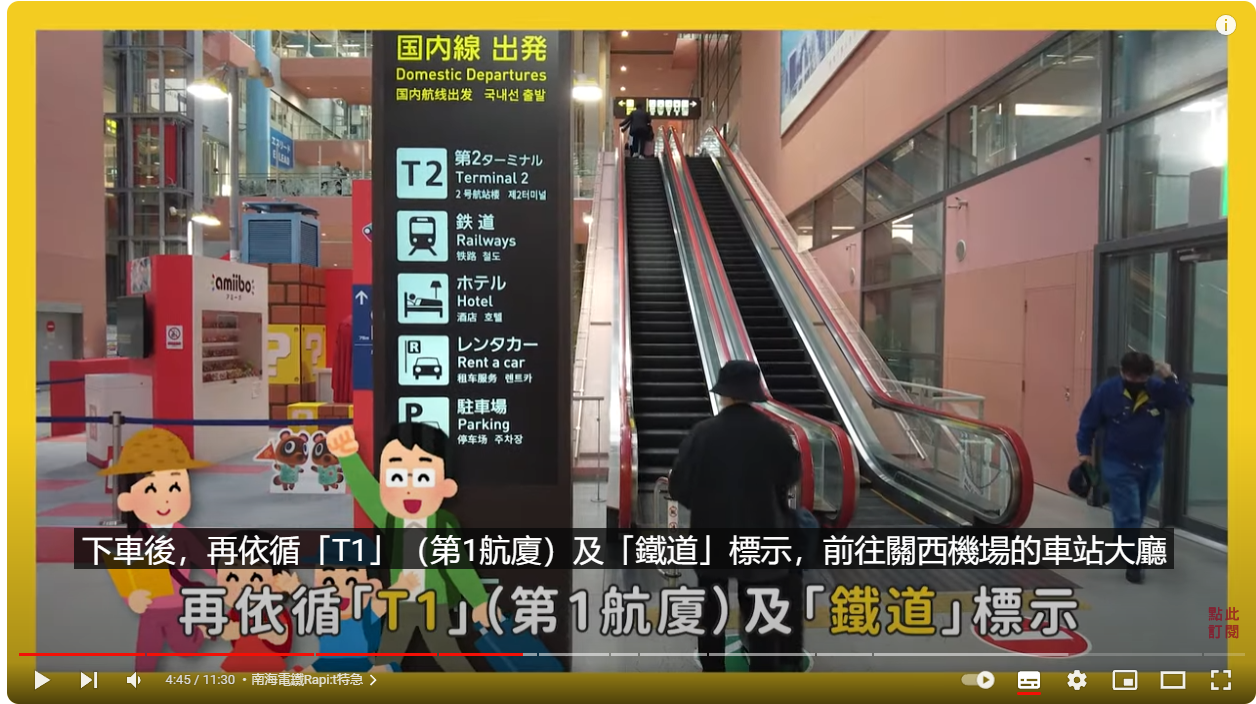 国内線 出発
Domestic Departures
国内航线出发 국내선 출발
T2
第2ターミナル
Terminal 2
2号航站楼 제2터미널
鉄道
Railways
铁路 철도
ホテル
Hotel
酒店 호텔
R
レンタカー
Rent a car
租车服务 렌트카
P
駐車場
Parking
停车场 주차장
amiibo
アミーボ
下車後，再依循「T1」（第1航廈）及「鐵道」標示，前往關西機場的車站大廳
再依循「T1」(第1航廈)及「鐵道」標示
點此
訂閱
4:45 / 11:30 • 南海電鐵Rapi:t特急